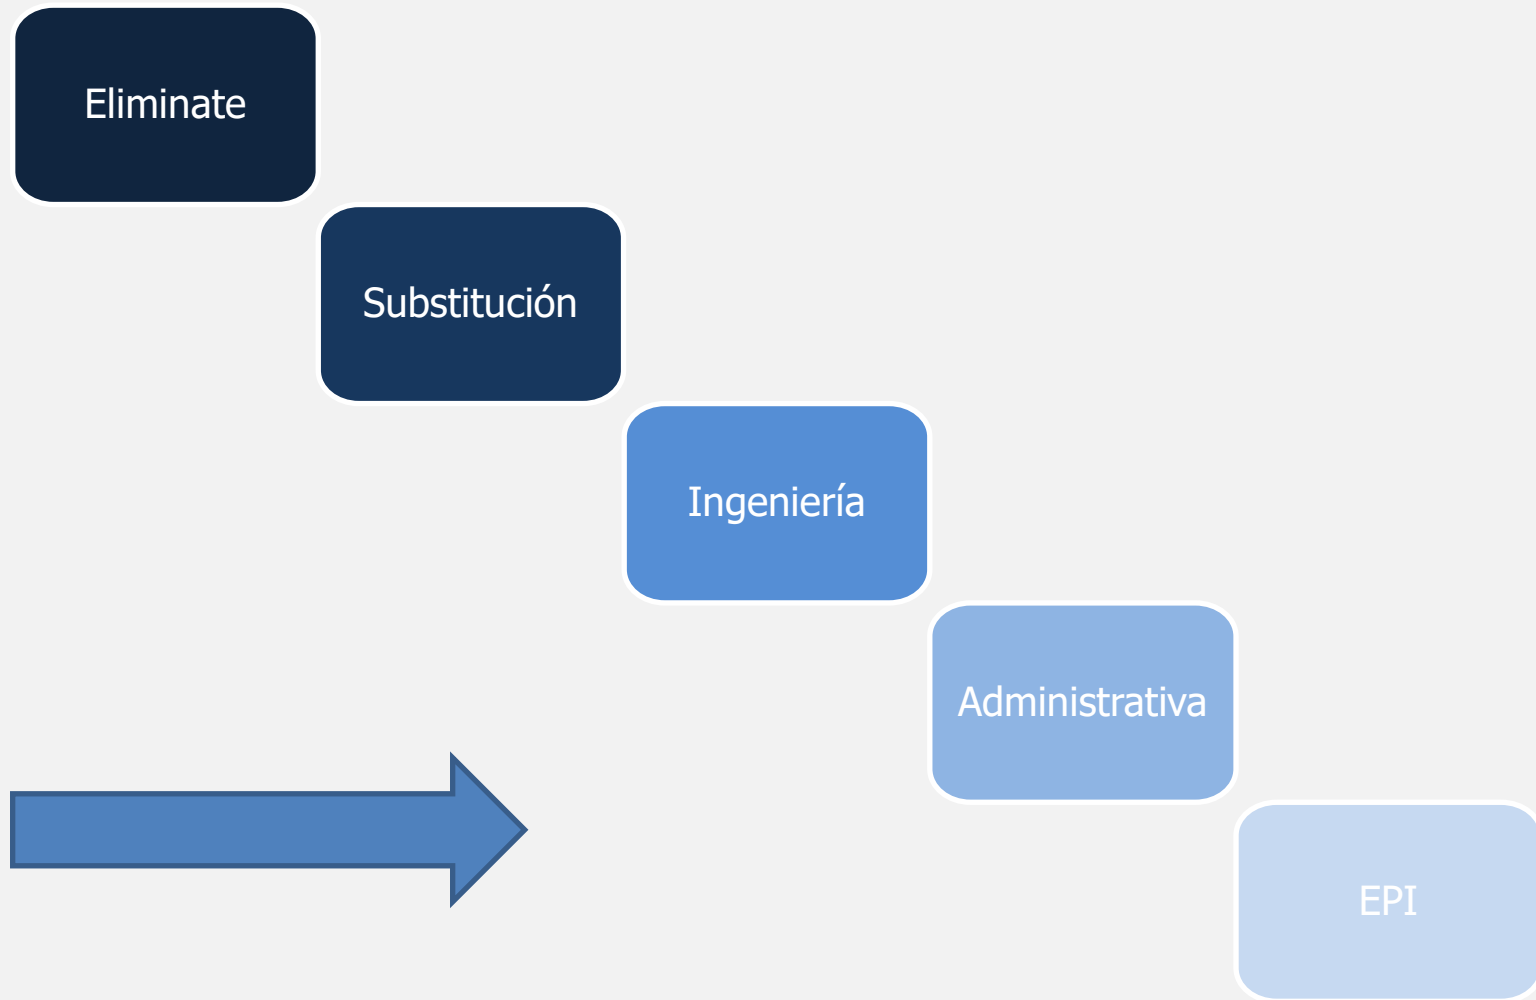 Eliminate
Substitución
Ingeniería
Administrativa
EPI